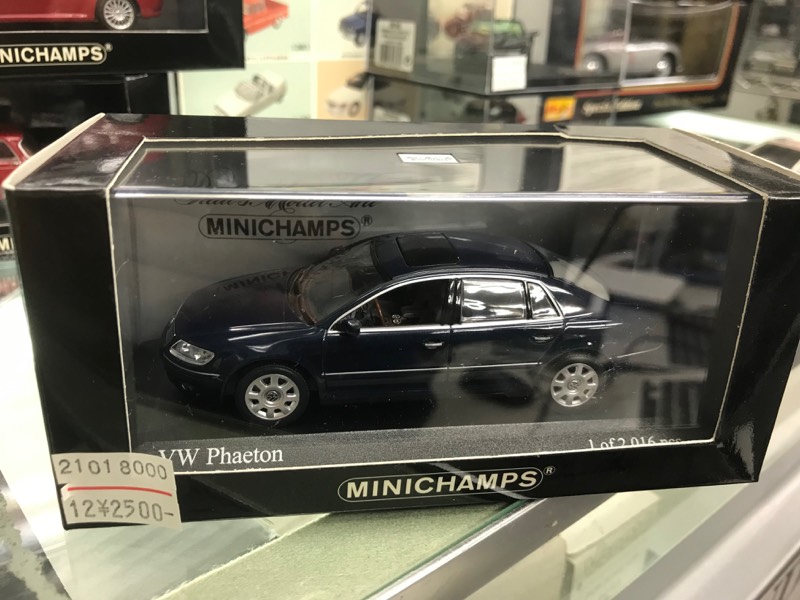 MINICHAMPS®
MINICHAMPS®
VW Phaeton
1 of 2.016 pcs
MINICHAMPS®
21018000
12¥2500-